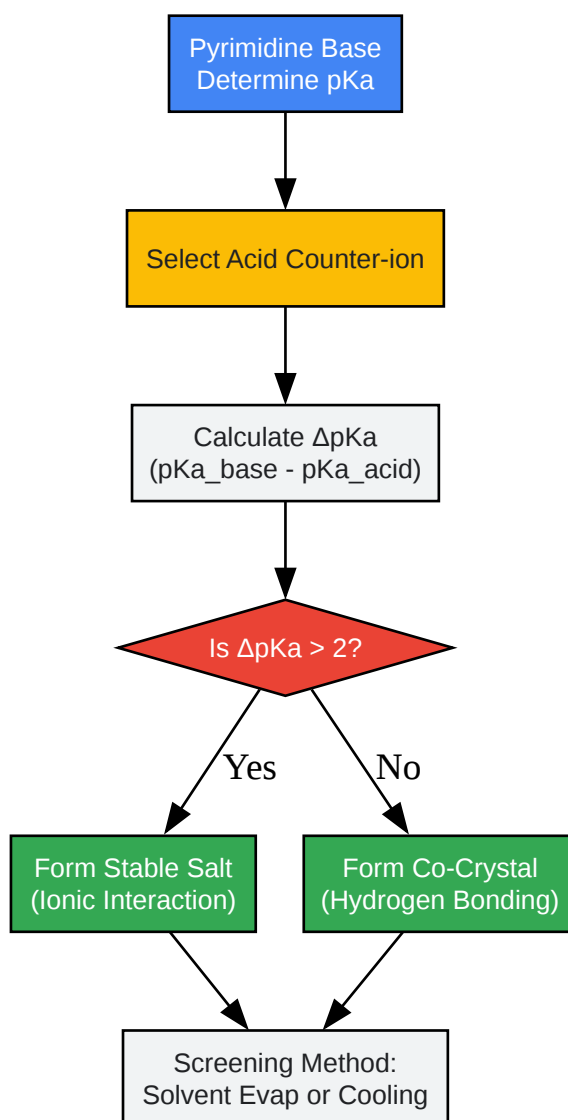 Pyrimidine Base
Determine pKa
Select Acid Counter-ion
Calculate ΔpKa
(pKa_base - pKa_acid)
Is ΔpKa > 2?
Yes
No
Form Stable Salt
(Ionic Interaction)
Form Co-Crystal
(Hydrogen Bonding)
Screening Method:
Solvent Evap or Cooling